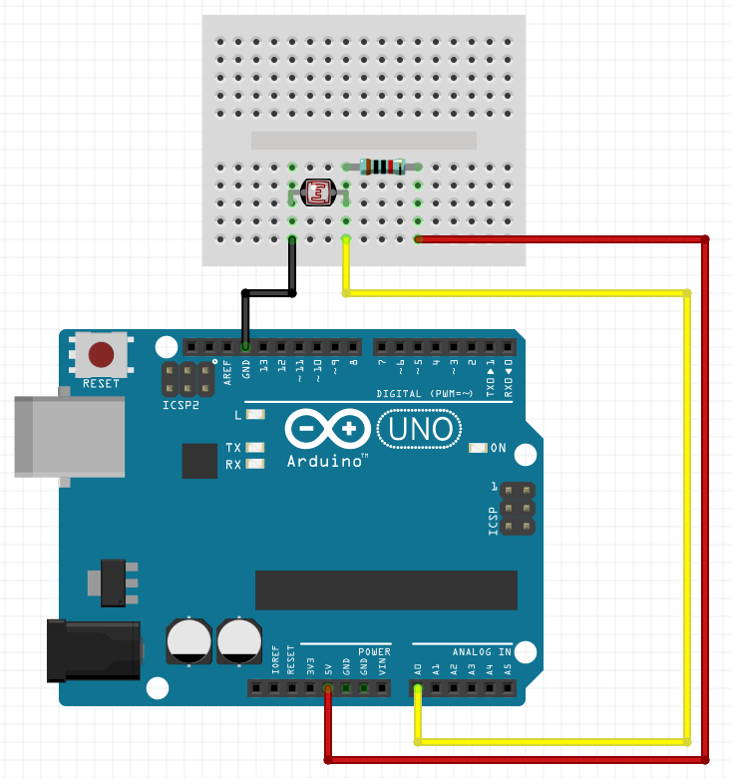 RESET
ICSP2
AREF
GND
13
12
~11
~10
~9
8
7
~6
~5
4
~3
2
TX0▶1
RX0◀0
DIGITAL (PWM=~)
L
TX
RX
Arduino™
UNO
ON
1
ICSP
POWER
ANALOG IN
IOREF
RESET
3V3
5V
GND
GND
VIN
A0
A1
A2
A3
A4
A5